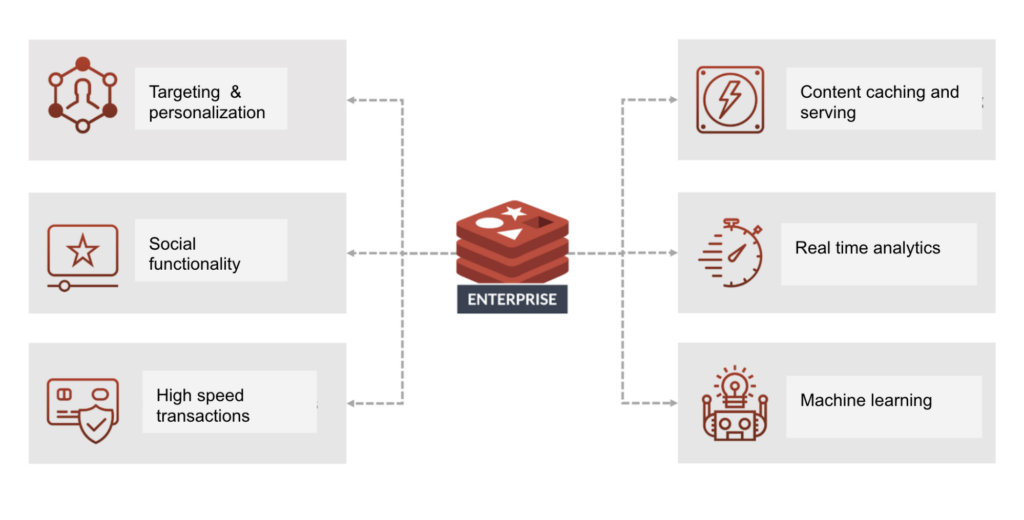 Targeting &
personalization
Social
functionality
High speed
transactions
ENTERPRISE
Content caching and
serving
Real time analytics
Machine learning